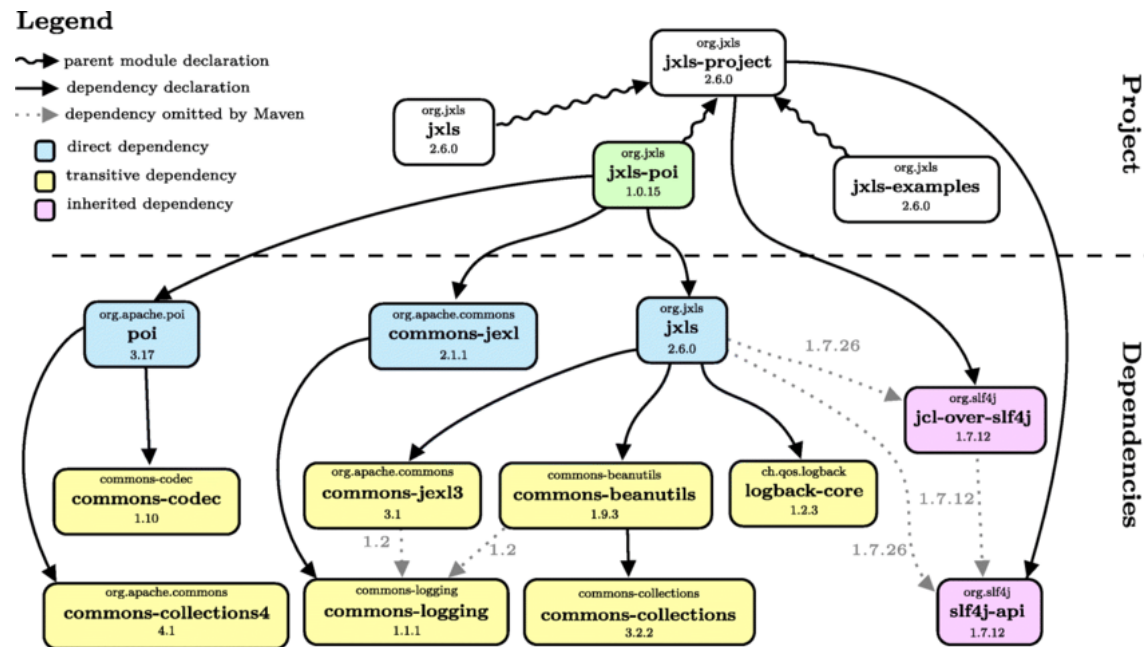 Legend
parent module declaration
dependency declaration
dependency omitted by Maven
direct dependency
transitive dependency
inherited dependency
org.jxls
jxls-project
2.6.0
org.jxls
jxls
2.6.0
org.jxls
jxls-poi
1.0.15
org.jxls
jxls-examples
2.6.0
Project
org.apache.poi
poi
3.17
org.apache.commons
commons-jexl
2.1.1
org.jxls
jxls
2.6.0
1.7.26
org.slf4j
jcl-over-slf4j
1.7.12
Dependencies
commons-codec
commons-codec
1.10
org.apache.commons
commons-jexl3
3.1
commons-beanutils
commons-beanutils
1.9.3
ch.qos.logback
logback-core
1.2.3
1.7.12
1.2
1.2
1.7.26
org.apache.commons
commons-collections4
4.1
commons-logging
commons-logging
1.1.1
commons-collections
commons-collections
3.2.2
org.slf4j
slf4j-api
1.7.12